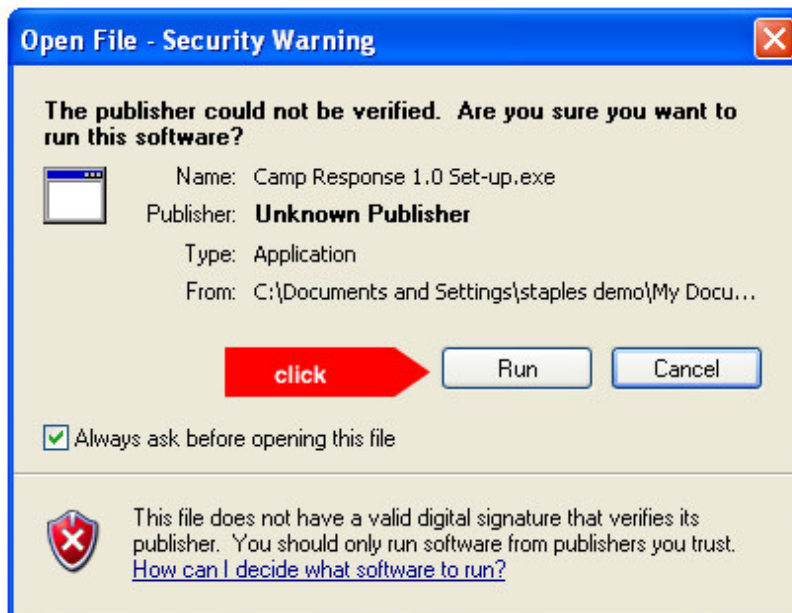 Open File - Security Warning
The publisher could not be verified. Are you sure you want to
run this software?
Name: Camp Response 1.0 Set-up.exe
Publisher: Unknown Publisher
Type: Application
From: C:\Documents and Settings\staples demo\My Docu...
click Run Cancel
Always ask before opening this file
This file does not have a valid digital signature that verifies its
publisher. You should only run software from publishers you trust.
How can I decide what software to run?